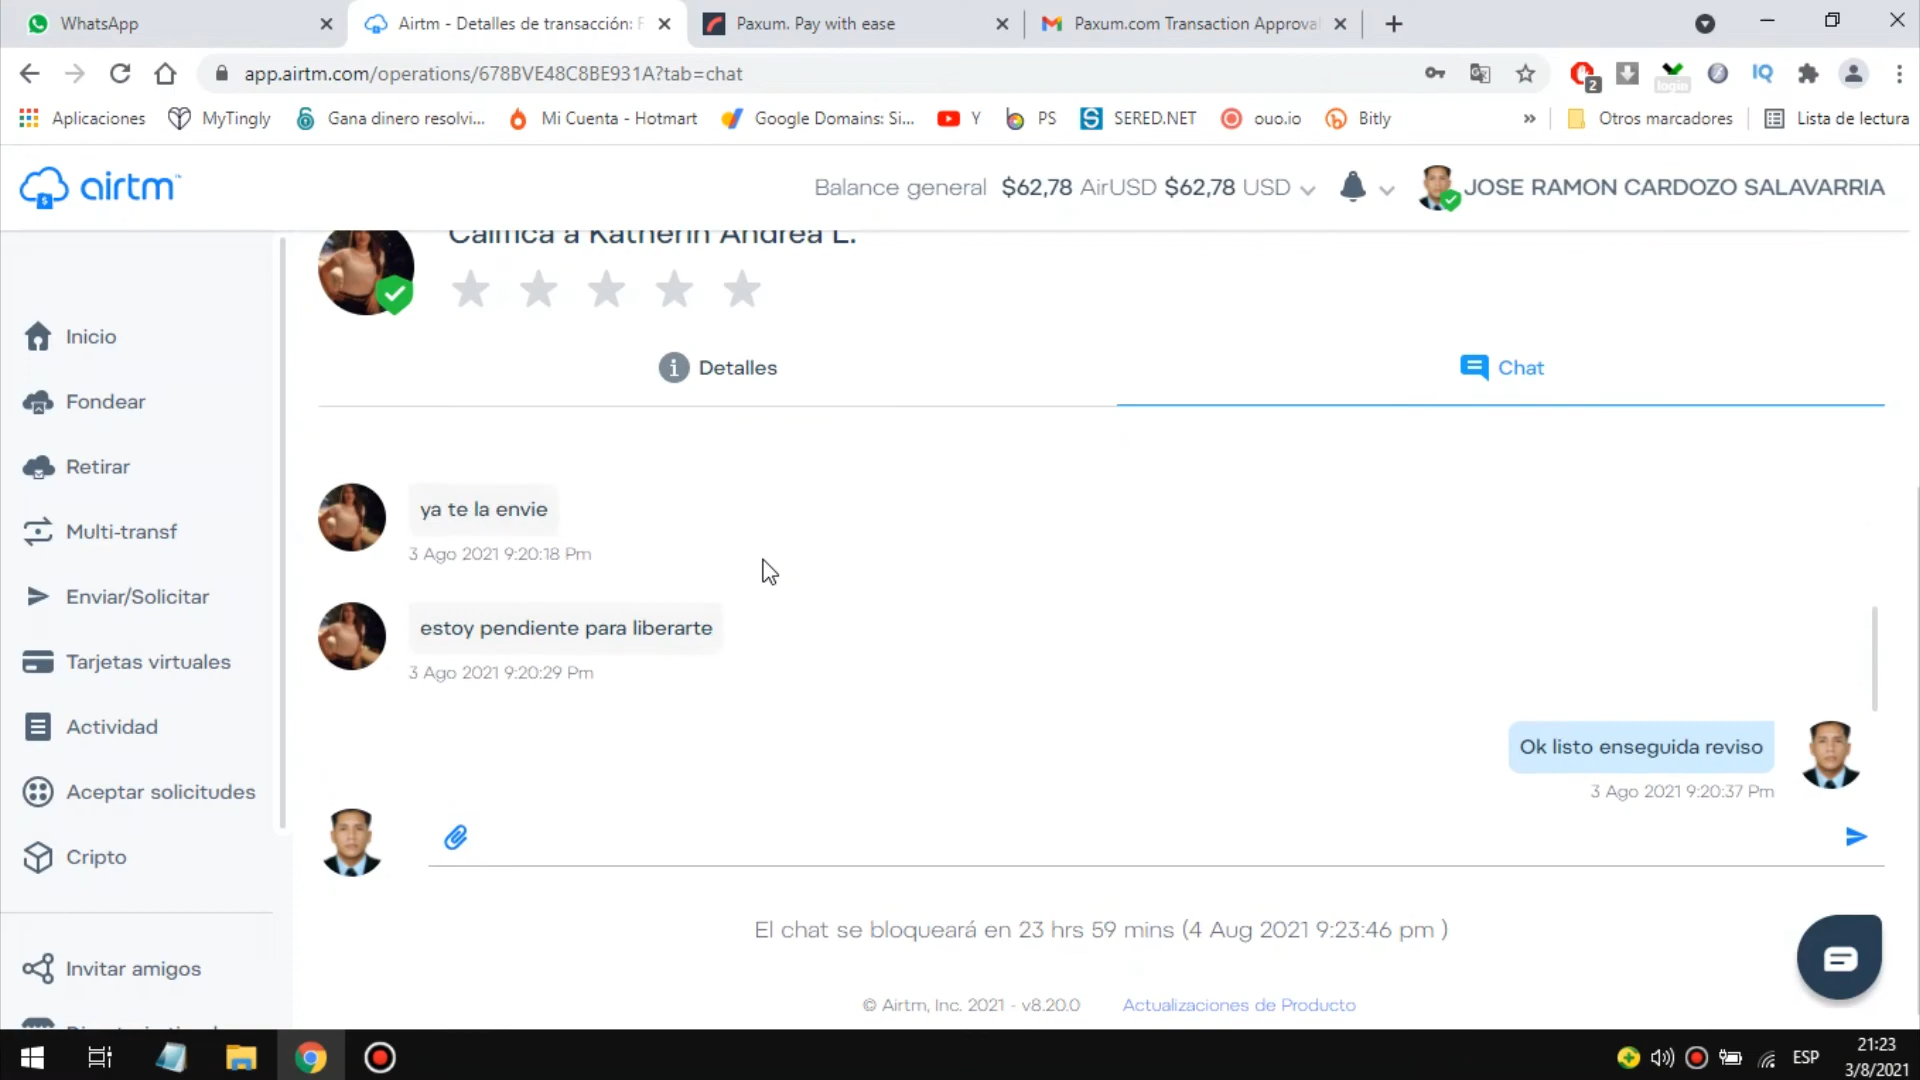 WhatsApp
Airtm - Detalles de transacción: F
Paxum. Pay with ease
Paxum.com Transaction Approval
app.airtm.com/operations/678BVE48C8BE931A?tab=chat
2
login
IQ
Aplicaciones
MyTingly
Gana dinero resolvi...
Mi Cuenta - Hotmart
Google Domains: Si...
Y
PS
SERED.NET
ouo.io
Bitly
»
Otros marcadores
Lista de lectura
airtm
Balance general $62,78 AirUSD $62,78 USD
JOSE RAMON CARDOZO SALAVARRIA
Califica a Katherin Andrea L.
Inicio
Fondear
Retirar
Multi-transf
Enviar/Solicitar
Tarjetas virtuales
Actividad
Aceptar solicitudes
Cripto
Invitar amigos
Detalles
Chat
ya te la envie
3 Ago 2021 9:20:18 Pm
estoy pendiente para liberarte
3 Ago 2021 9:20:29 Pm
Ok listo enseguida reviso
3 Ago 2021 9:20:37 Pm
El chat se bloqueará en 23 hrs 59 mins (4 Aug 2021 9:23:46 pm )
© Airtm, Inc. 2021 - v8.20.0
Actualizaciones de Producto
ESP
21:23
3/8/2021